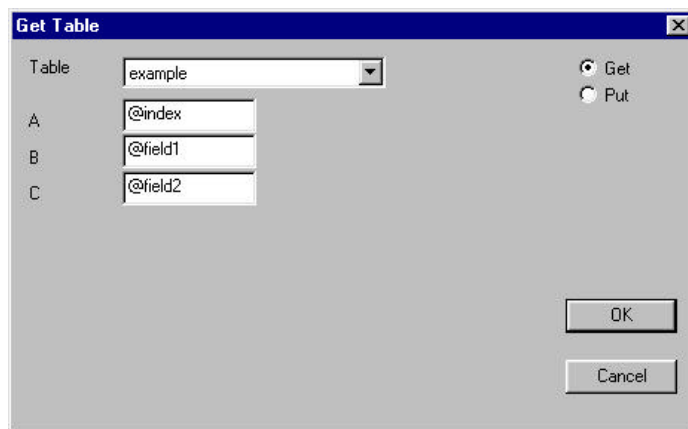 Get Table
Table example
Get
Put
A @index
B @field1
C @field2
OK
Cancel